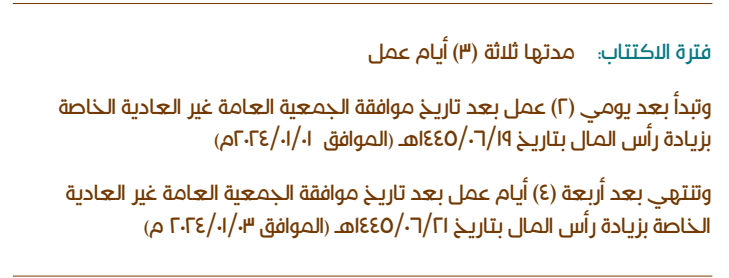 فترة الاكتتاب: مدتها ثلاثة (٣) أيام عمل
وتبدأ بعد يومي (٢) عمل بعد تاريخ موافقة الجمعية العامة غير العادية الخاصة
بزيادة رأس المال بتاريخ ١٤٤٥/٠٦/١٩هـ (الموافق ٢٠٢٤/٠١/٠١م)
وتنتهي بعد أربعة (٤) أيام عمل بعد تاريخ موافقة الجمعية العامة غير العادية
الخاصة بزيادة رأس المال بتاريخ ١٤٤٥/٠٦/٢١هـ (الموافق ٢٠٢٤/٠١/٠٣ م)